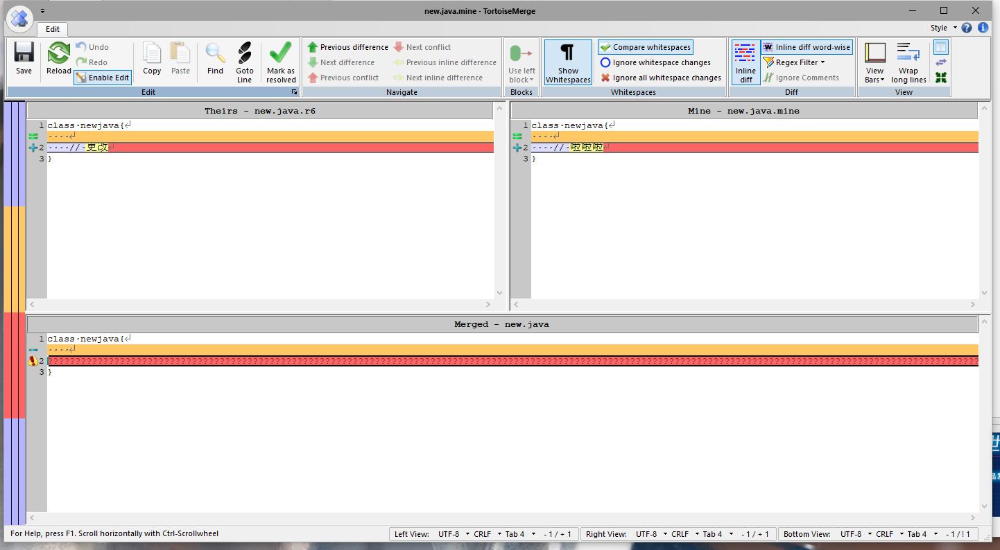 new.java.mine - TortoiseMerge
Edit
Style
Save
Reload
Undo
Redo
Enable Edit
Copy
Paste
Find
Goto Line
Mark as resolved
Edit
Previous difference
Next difference
Previous conflict
Next conflict
Previous inline difference
Next inline difference
Navigate
Use left block
Blocks
Show Whitespaces
Compare whitespaces
Ignore whitespace changes
Ignore all whitespace changes
Whitespaces
Inline diff
Inline diff word-wise
Regex Filter
Ignore Comments
Diff
View Bars
Wrap long lines
View
Theirs - new.java.r6
1 class·newjava{↵
····↵
2 ····//·更改↵
3 }
Mine - new.java.mine
1 class·newjava{↵
····↵
2 ····//·啦啦啦↵
3 }
Merged - new.java
1 class·newjava{↵
····↵
2
3 }
For Help, press F1. Scroll horizontally with Ctrl-Scrollwheel
Left View: UTF-8 CRLF Tab 4 - 1 / + 1
Right View: UTF-8 CRLF Tab 4 - 1 / + 1
Bottom View: UTF-8 CRLF Tab 4 - 1 / ! 1